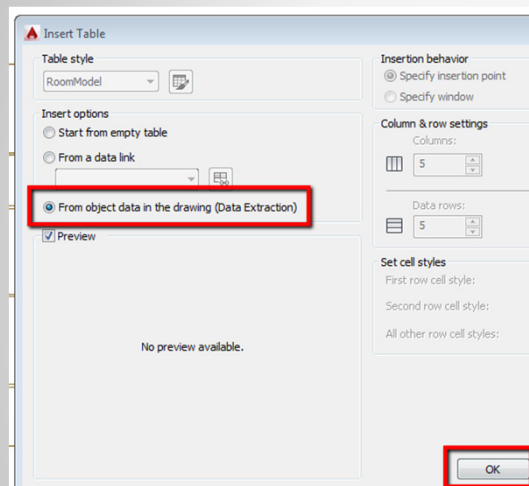 Insert Table
Table style
RoomModel
Insert options
Start from empty table
From a data link
From object data in the drawing (Data Extraction)
Preview
No preview available.
Insertion behavior
Specify insertion point
Specify window
Column & row settings
Columns:
5
Data rows:
5
Set cell styles
First row cell style:
Second row cell style:
All other row cell styles:
OK